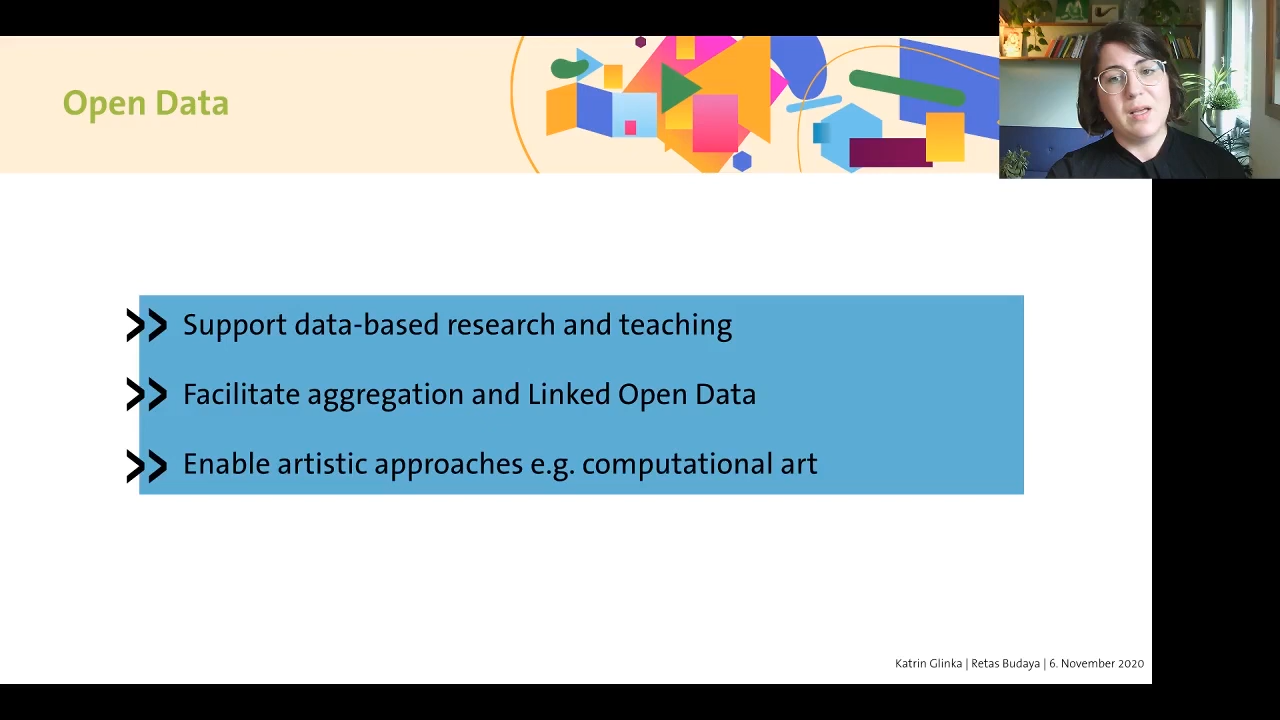 Open Data
>> Support data-based research and teaching
>> Facilitate aggregation and Linked Open Data
>> Enable artistic approaches e.g. computational art
Katrin Glinka | Retas Budaya | 6. November 2020